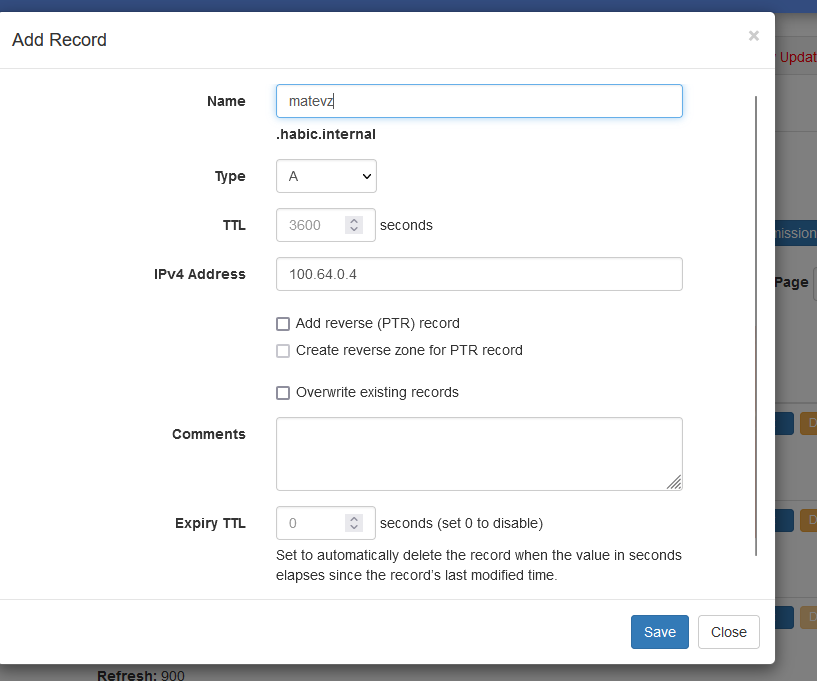 Add Record
×
Updat
Name matevz
.habic.internal
Type A
TTL 3600 seconds
mission
IPv4 Address 100.64.0.4
Page
Add reverse (PTR) record
Create reverse zone for PTR record
Overwrite existing records
D
Comments
Expiry TTL 0 seconds (set 0 to disable)
D
Set to automatically delete the record when the value in seconds
elapses since the record's last modified time.
D
Save Close
Refresh: 900